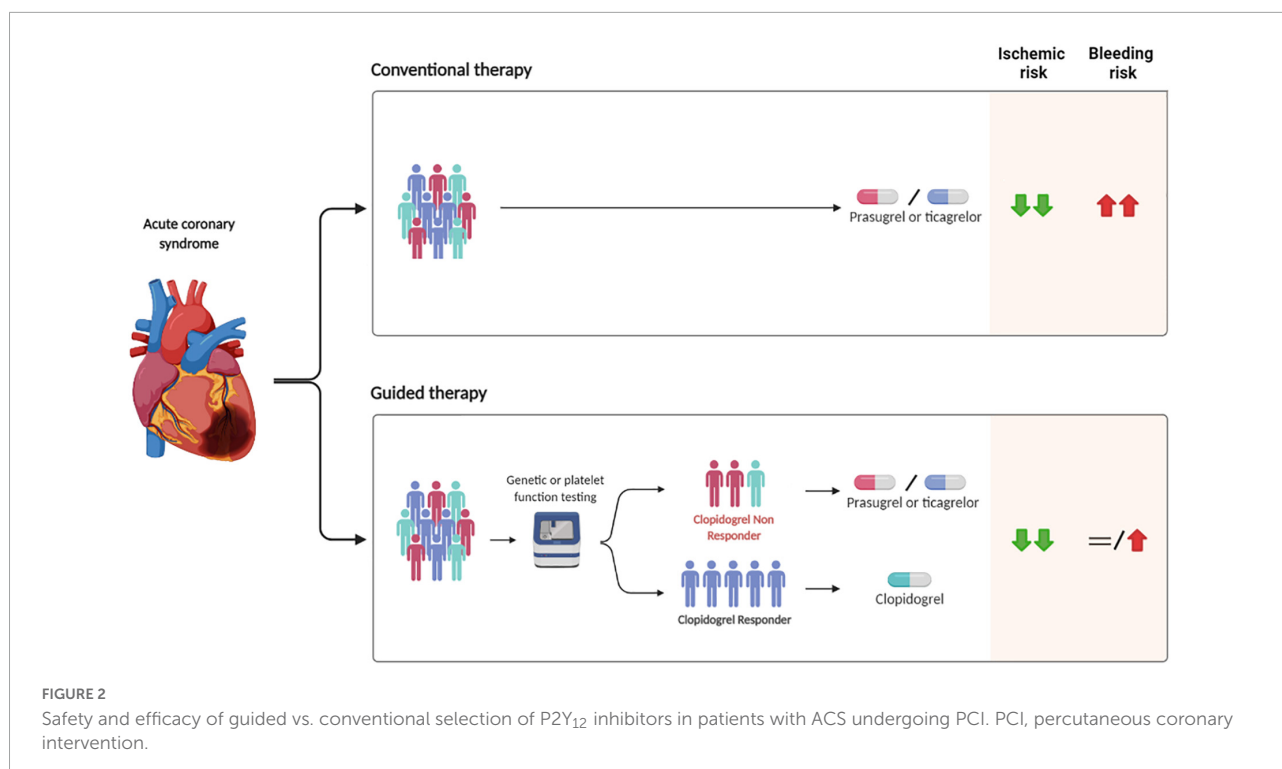 Conventional therapy
Ischemic
risk
Bleeding
risk
Acute coronary
syndrome
/
Prasugrel or ticagrelor
Guided therapy
Genetic or platelet
function testing
Clopidogrel Non
Responder
/
Prasugrel or ticagrelor
=/
Clopidogrel Responder
Clopidogrel
FIGURE 2
Safety and efficacy of guided vs. conventional selection of P2Y₁₂ inhibitors in patients with ACS undergoing PCI. PCI, percutaneous coronary
intervention.